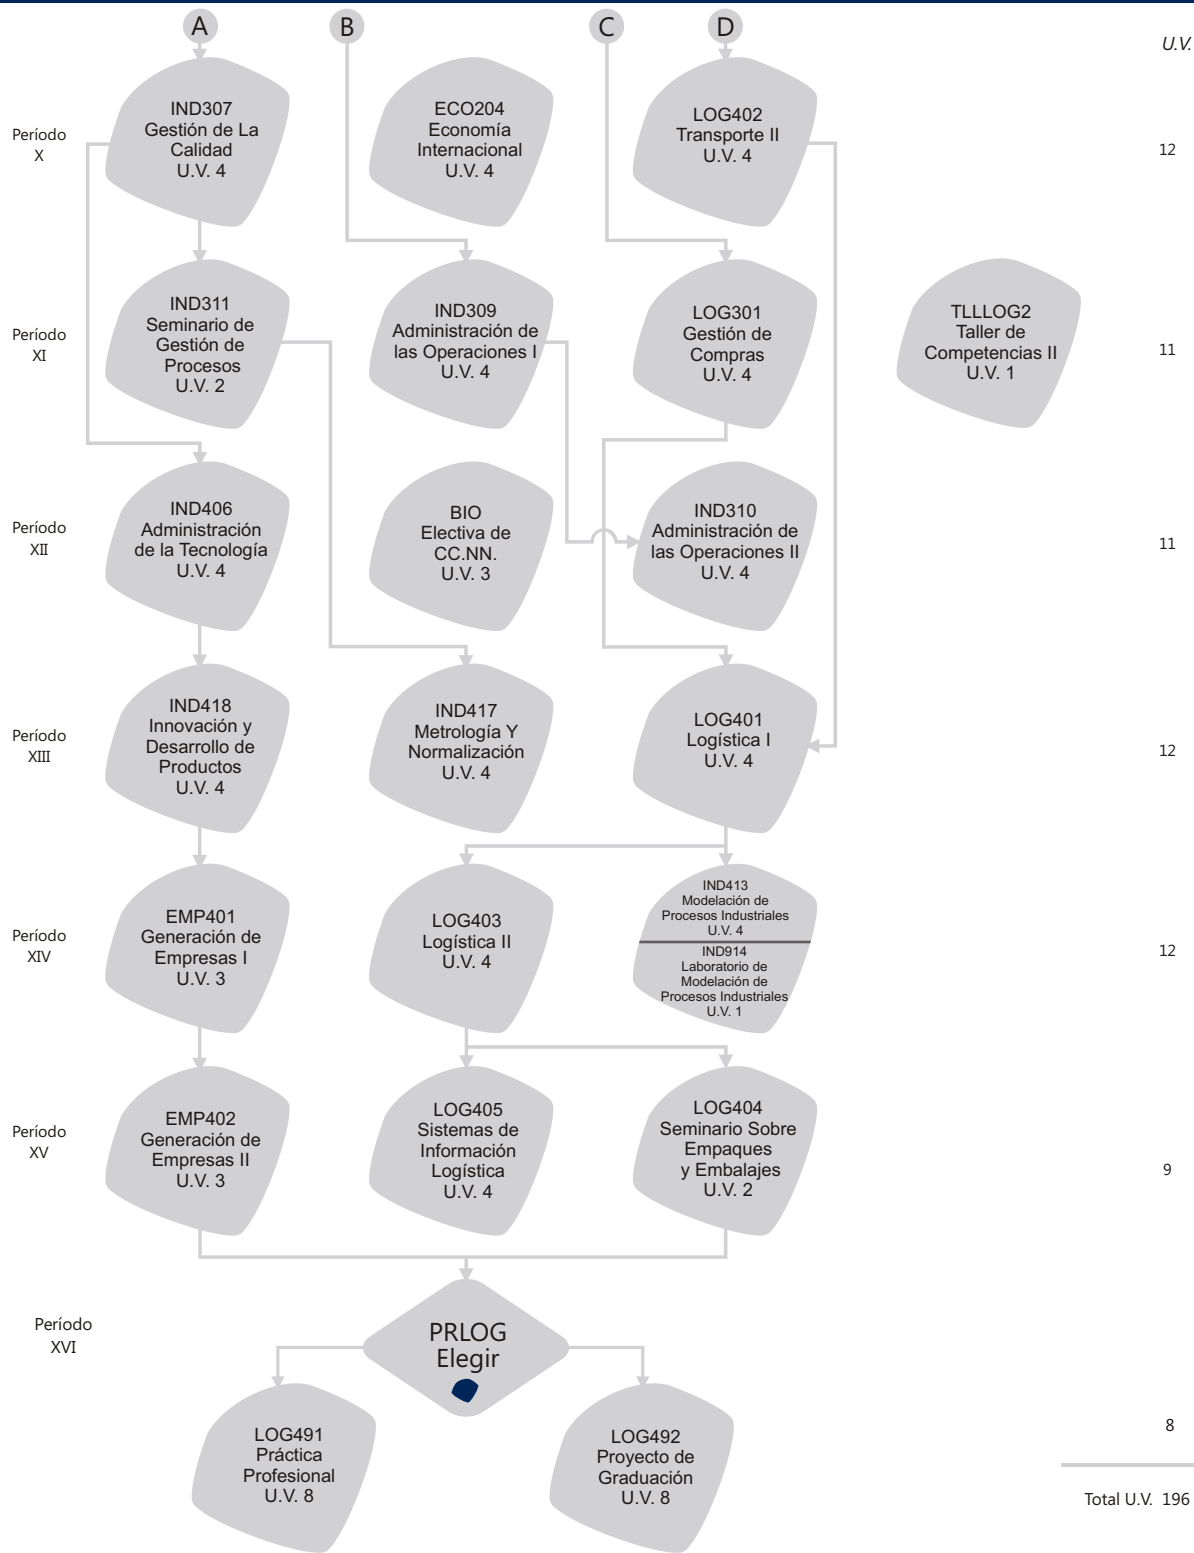 A
B
C
D
U.V.
Período
X
IND307
Gestión de La
Calidad
U.V. 4
ECO204
Economía
Internacional
U.V. 4
LOG402
Transporte II
U.V. 4
12
Período
XI
IND311
Seminario de
Gestión de
Procesos
U.V. 2
IND309
Administración de
las Operaciones I
U.V. 4
LOG301
Gestión de
Compras
U.V. 4
TLLLOG2
Taller de
Competencias II
U.V. 1
11
Período
XII
IND406
Administración
de la Tecnología
U.V. 4
BIO
Electiva de
CC.NN.
U.V. 3
IND310
Administración de
las Operaciones II
U.V. 4
11
Período
XIII
IND418
Innovación y
Desarrollo de
Productos
U.V. 4
IND417
Metrología Y
Normalización
U.V. 4
LOG401
Logística I
U.V. 4
12
Período
XIV
EMP401
Generación de
Empresas I
U.V. 3
LOG403
Logística II
U.V. 4
IND413
Modelación de
Procesos Industriales
U.V. 4
IND914
Laboratorio de
Modelación de
Procesos Industriales
U.V. 1
12
Período
XV
EMP402
Generación de
Empresas II
U.V. 3
LOG405
Sistemas de
Información
Logística
U.V. 4
LOG404
Seminario Sobre
Empaques
y Embalajes
U.V. 2
9
Período
XVI
PRLOG
Elegir
LOG491
Práctica
Profesional
U.V. 8
LOG492
Proyecto de
Graduación
U.V. 8
8
Total U.V. 196